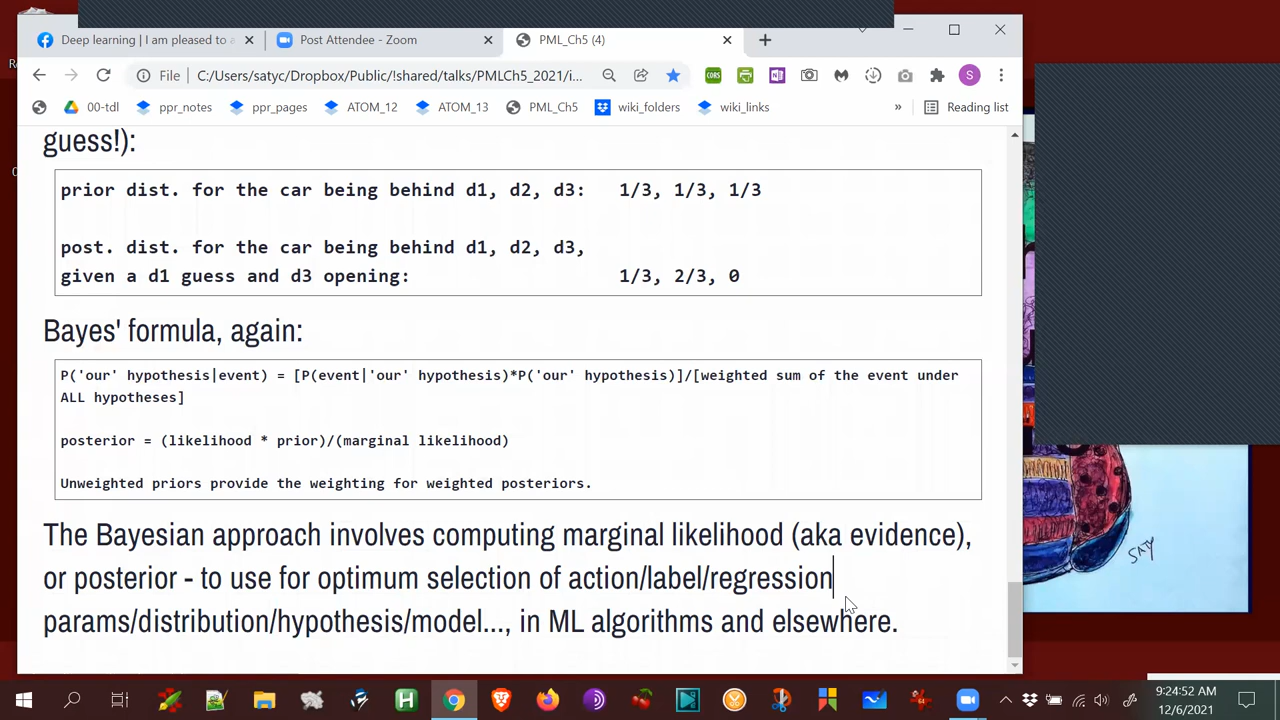 Deep learning | I am pleased to a
Post Attendee - Zoom
PML_Ch5 (4)
File
C:/Users/satyc/Dropbox/Public/!shared/talks/PMLCh5_2021/i...
CORS
S
00-tdl
ppr_notes
ppr_pages
ATOM_12
ATOM_13
PML_Ch5
wiki_folders
wiki_links
»
Reading list
guess!):
prior dist. for the car being behind d1, d2, d3: 1/3, 1/3, 1/3
post. dist. for the car being behind d1, d2, d3,
given a d1 guess and d3 opening: 1/3, 2/3, 0
Bayes' formula, again:
P('our' hypothesis|event) = [P(event|'our' hypothesis)*P('our' hypothesis)]/[weighted sum of the event under
ALL hypotheses]
posterior = (likelihood * prior)/(marginal likelihood)
Unweighted priors provide the weighting for weighted posteriors.
The Bayesian approach involves computing marginal likelihood (aka evidence),
or posterior - to use for optimum selection of action/label/regression
params/distribution/hypothesis/model..., in ML algorithms and elsewhere.
SATY
9:24:52 AM
12/6/2021